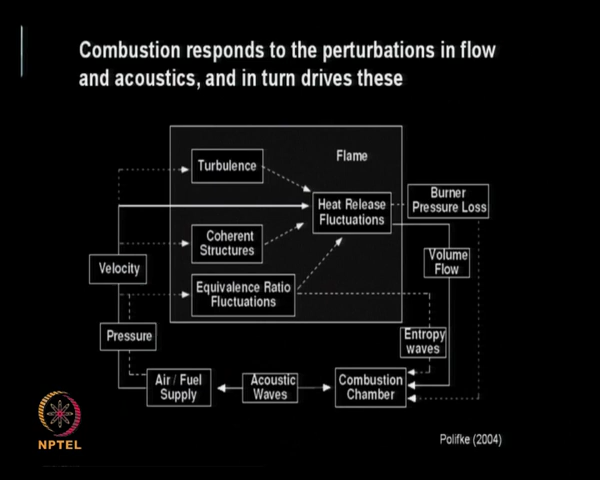 Combustion responds to the perturbations in flow
and acoustics, and in turn drives these
Flame
Turbulence
Heat Release
Fluctuations
Burner
Pressure Loss
Coherent
Structures
Velocity
Volume
Flow
Equivalence Ratio
Fluctuations
Pressure
Entropy
waves
Air / Fuel
Supply
Acoustic
Waves
Combustion
Chamber
NPTEL
Polifke (2004)